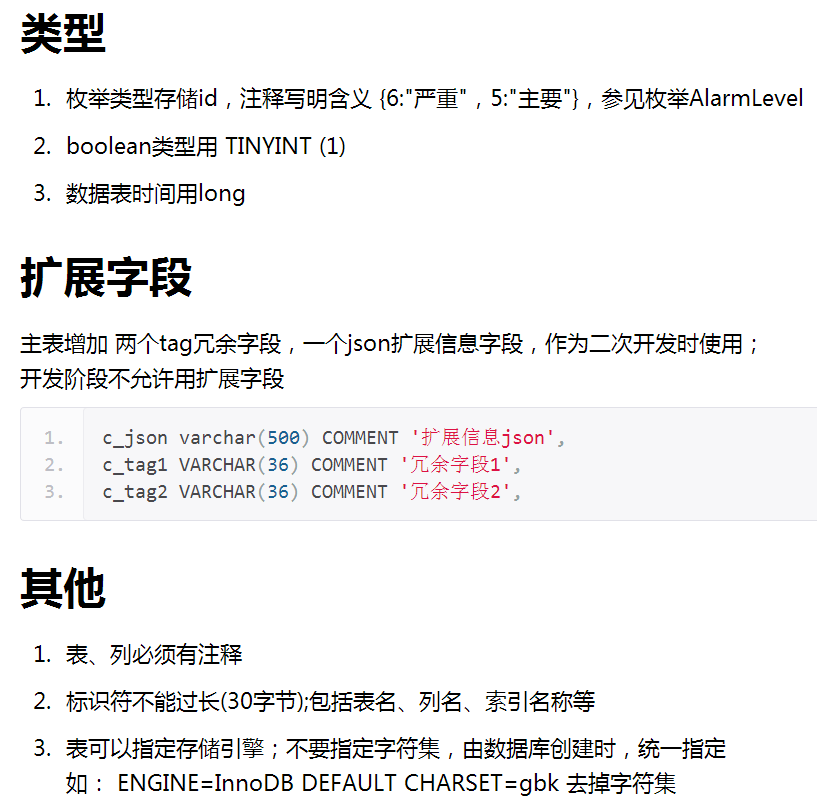 类型
1. 枚举类型存储id，注释写明含义 {6:"严重"，5:"主要"}，参见枚举AlarmLevel
2. boolean类型用 TINYINT (1)
3. 数据表时间用long
扩展字段
主表增加 两个tag冗余字段，一个json扩展信息字段，作为二次开发时使用；
开发阶段不允许用扩展字段
1. c_json varchar(500) COMMENT '扩展信息json',
2. c_tag1 VARCHAR(36) COMMENT '冗余字段1',
3. c_tag2 VARCHAR(36) COMMENT '冗余字段2',
其他
1. 表、列必须有注释
2. 标识符不能过长(30字节);包括表名、列名、索引名称等
3. 表可以指定存储引擎；不要指定字符集，由数据库创建时，统一指定
如： ENGINE=InnoDB DEFAULT CHARSET=gbk 去掉字符集